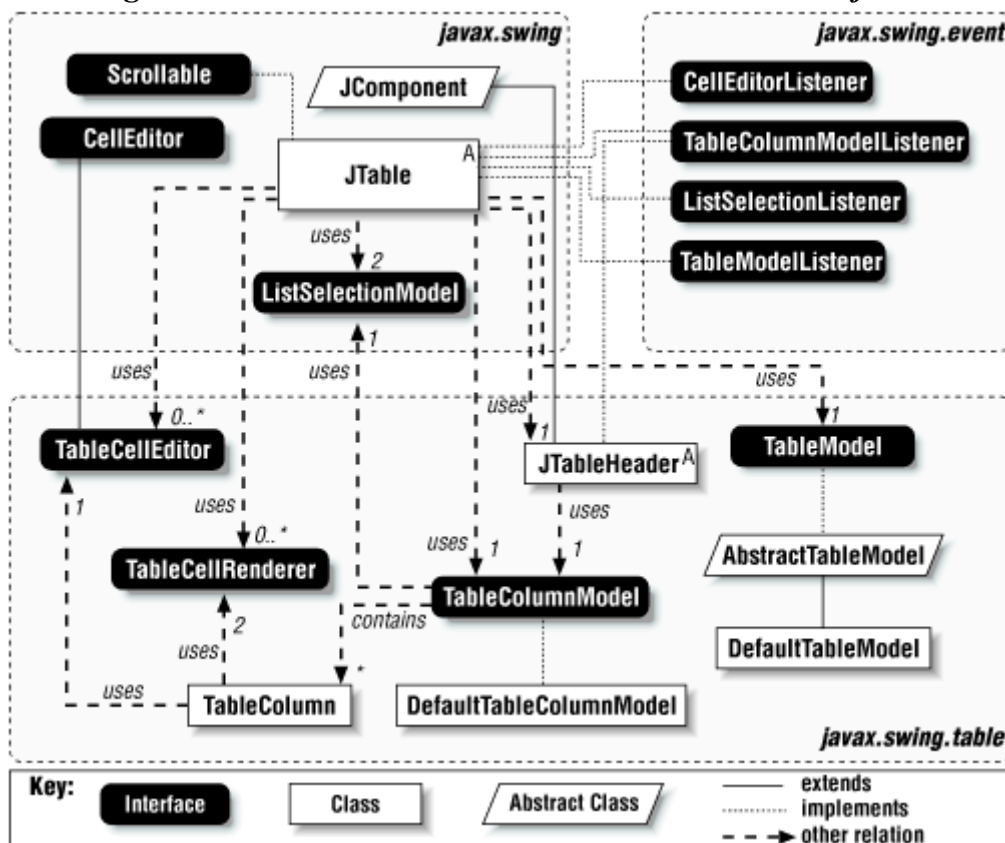 javax.swing
javax.swing.event
Scrollable
JComponent
CellEditorListener
CellEditor
A
TableColumnModelListener
JTable
ListSelectionListener
uses
2
TableModelListener
ListSelectionModel
1
uses
uses
uses
uses
0..*
1
1
TableCellEditor
JTableHeader A
TableModel
1
uses
uses
0..*
uses
1
1
AbstractTableModel
TableCellRenderer
TableColumnModel
2
contains
uses
*
DefaultTableModel
uses
TableColumn
DefaultTableColumnModel
javax.swing.table
Key:
Interface
Class
Abstract Class
extends
implements
other relation